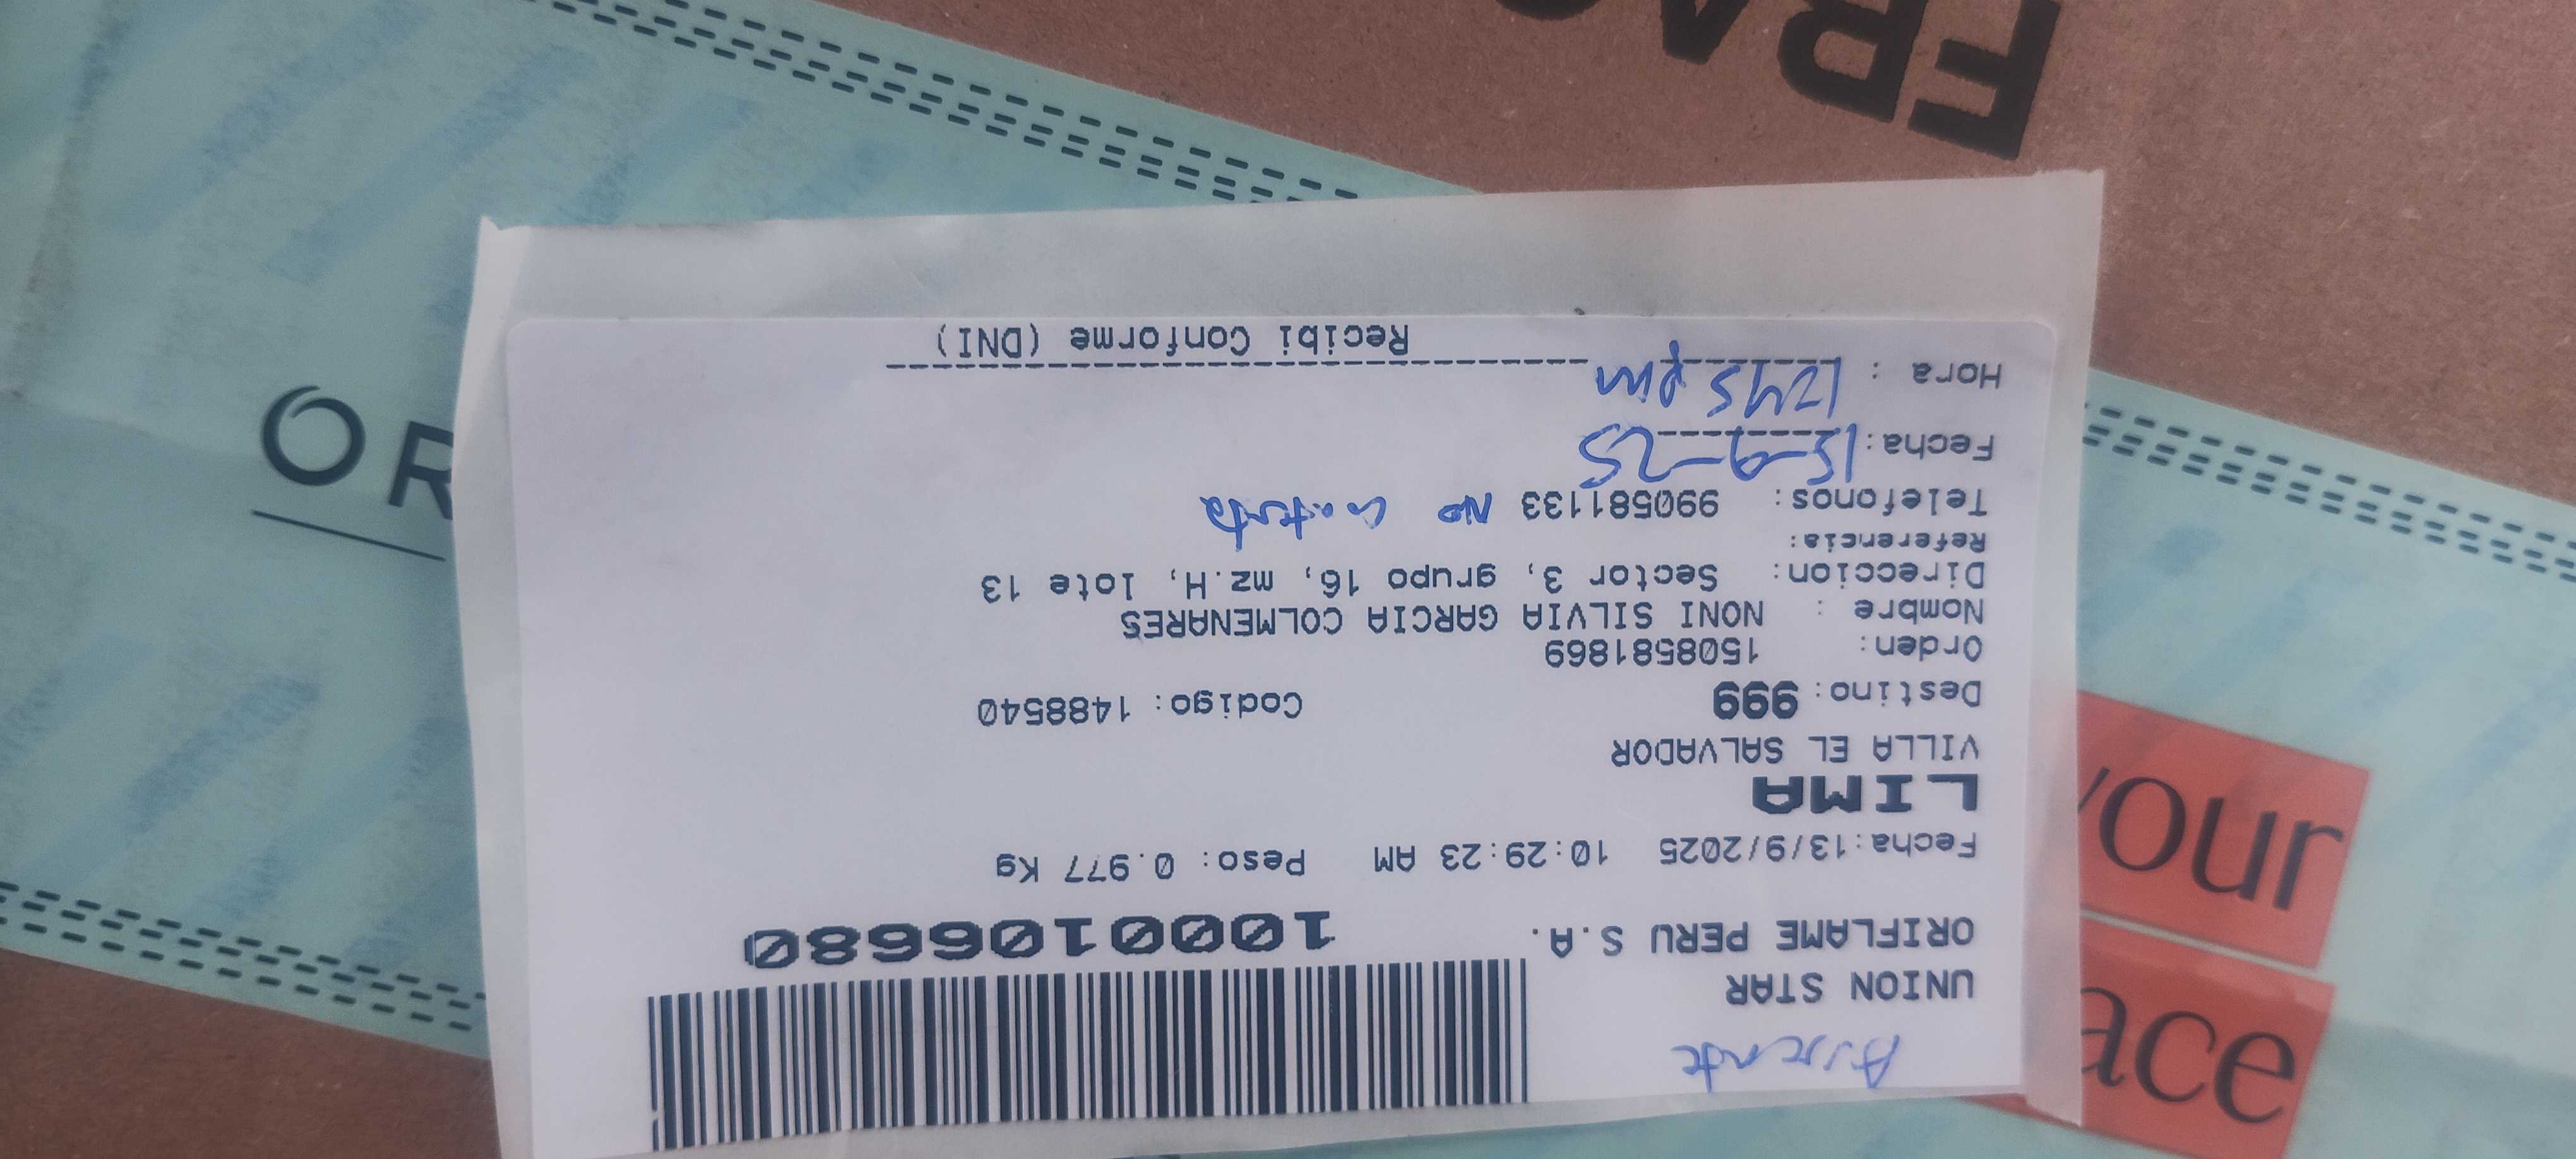 Ausente
UNION STAR
ORIFLAME PERU S.A.
1000106680
Fecha:13/9/2025 10:29:23 AM Peso: 0.977 Kg
LIMA
VILLA EL SALVADOR
Destino: 999 Codigo: 1488540
Orden: 1508581869
Nombre : NONI SILVIA GARCIA COLMENARES
Direccion: Sector 3, grupo 16, mz.H, lote 13
Referencia:
Telefonos: 990581133 NO contesta
Fecha: 15-9-25
Hora : 1245 pm
Recibi Conforme (DNI)
OR
your
ace
FRA